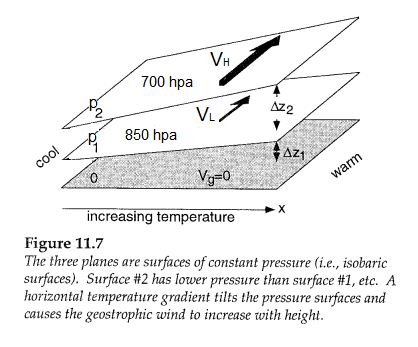 V_H
700 hpa
p_2
V_L
Δz_2
p_1
850 hpa
cool
Δz_1
0
V_g=0
warm
x
increasing temperature
Figure 11.7
The three planes are surfaces of constant pressure (i.e., isobaric
surfaces). Surface #2 has lower pressure than surface #1, etc. A
horizontal temperature gradient tilts the pressure surfaces and
causes the geostrophic wind to increase with height.